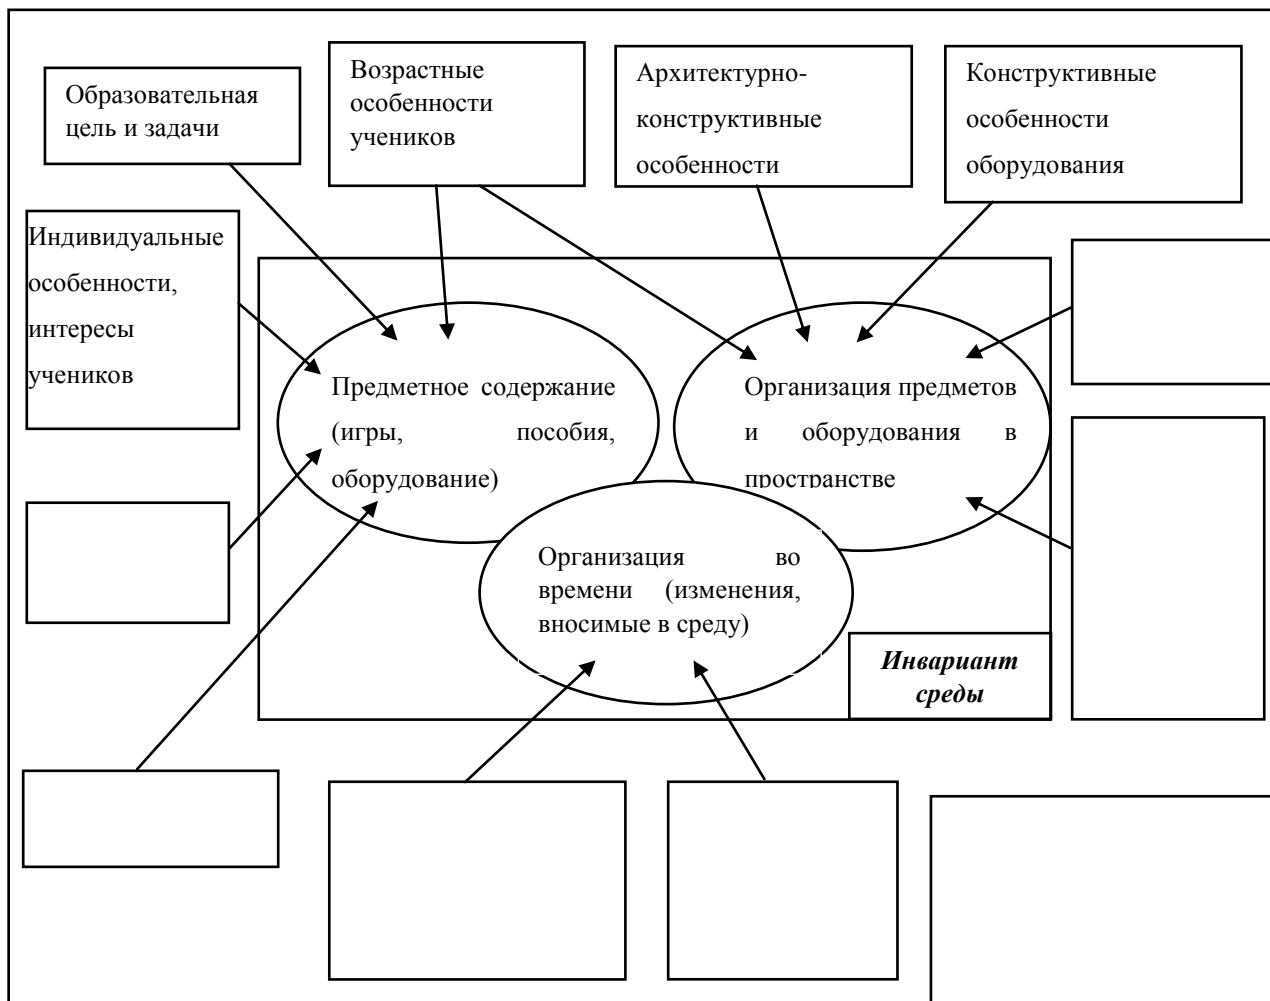 Образовательная
цель и задачи
Возрастные
особенности
учеников
Архитектурно-
конструктивные
особенности
Конструктивные
особенности
оборудования
Индивидуальные
особенности,
интересы
учеников
Предметное содержание
(игры, пособия,
оборудование)
Организация предметов
и оборудования в
пространстве
Организация во
времени (изменения,
вносимые в среду)
Инвариант
среды